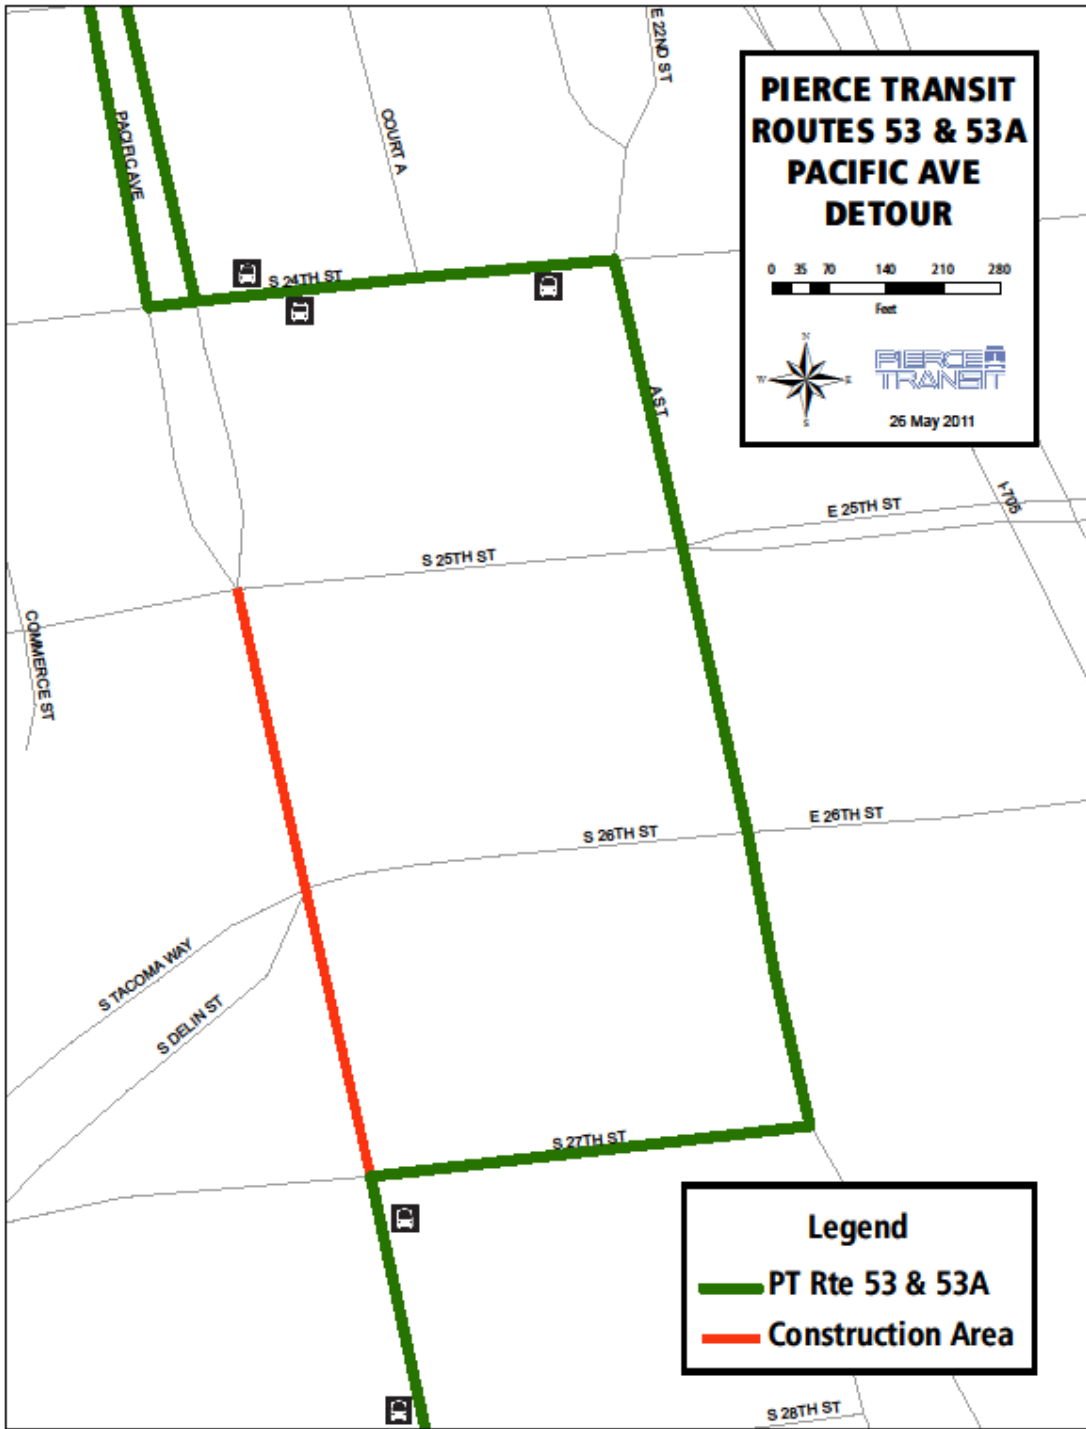 E 22ND ST
PIERCE TRANSIT
ROUTES 53 & 53A
PACIFIC AVE
DETOUR
0 35 70 140 210 280
Feet
N
W E
S
PIERCE
TRANSIT
26 May 2011
PACIFIC AVE
COURT A
S 24TH ST
A ST
I-705
E 25TH ST
S 25TH ST
COMMERCE ST
S 26TH ST
E 26TH ST
S TACOMA WAY
S DELIN ST
S 27TH ST
Legend
PT Rte 53 & 53A
Construction Area
S 28TH ST